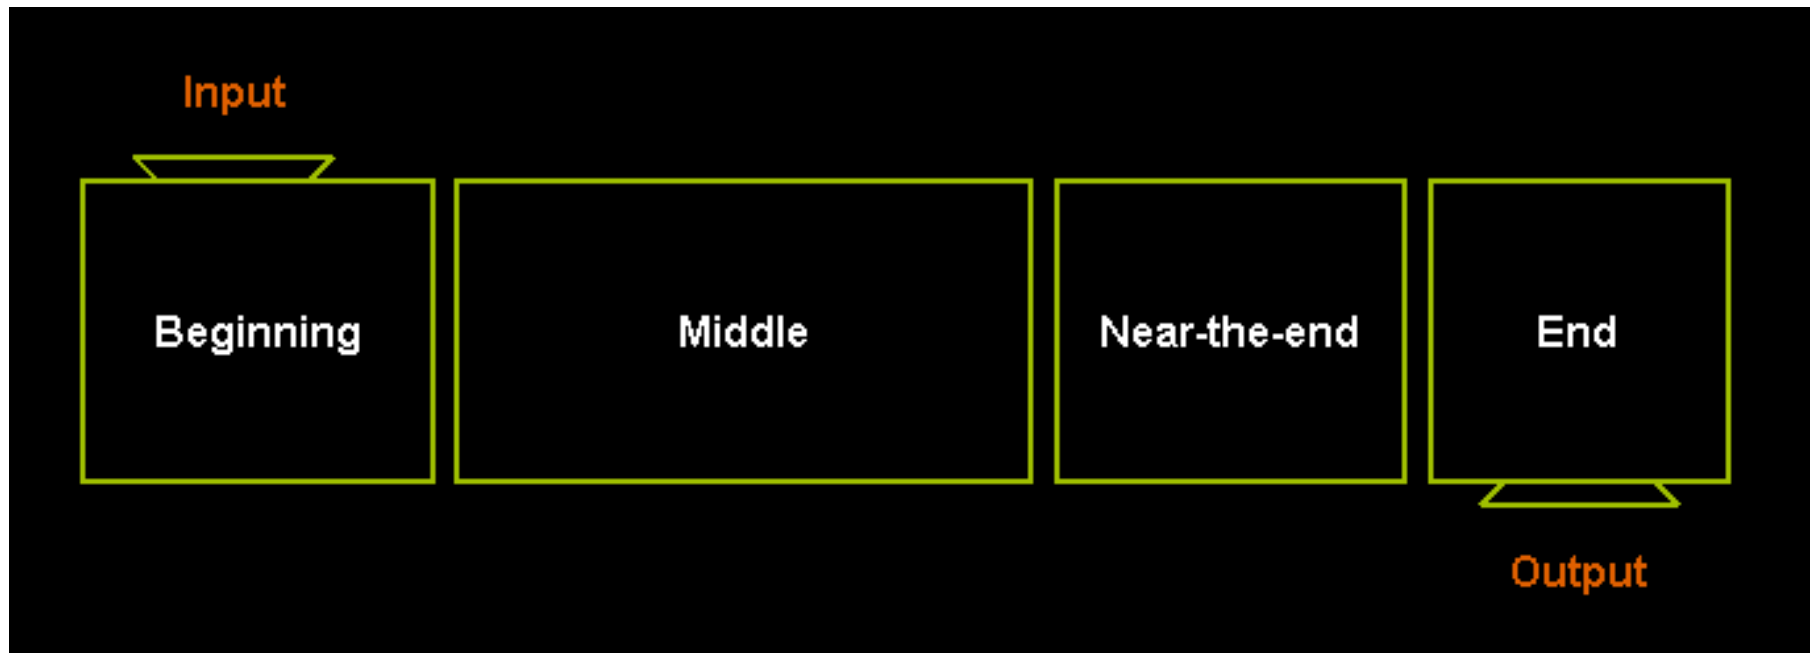 Input
Beginning
Middle
Near-the-end
End
Output